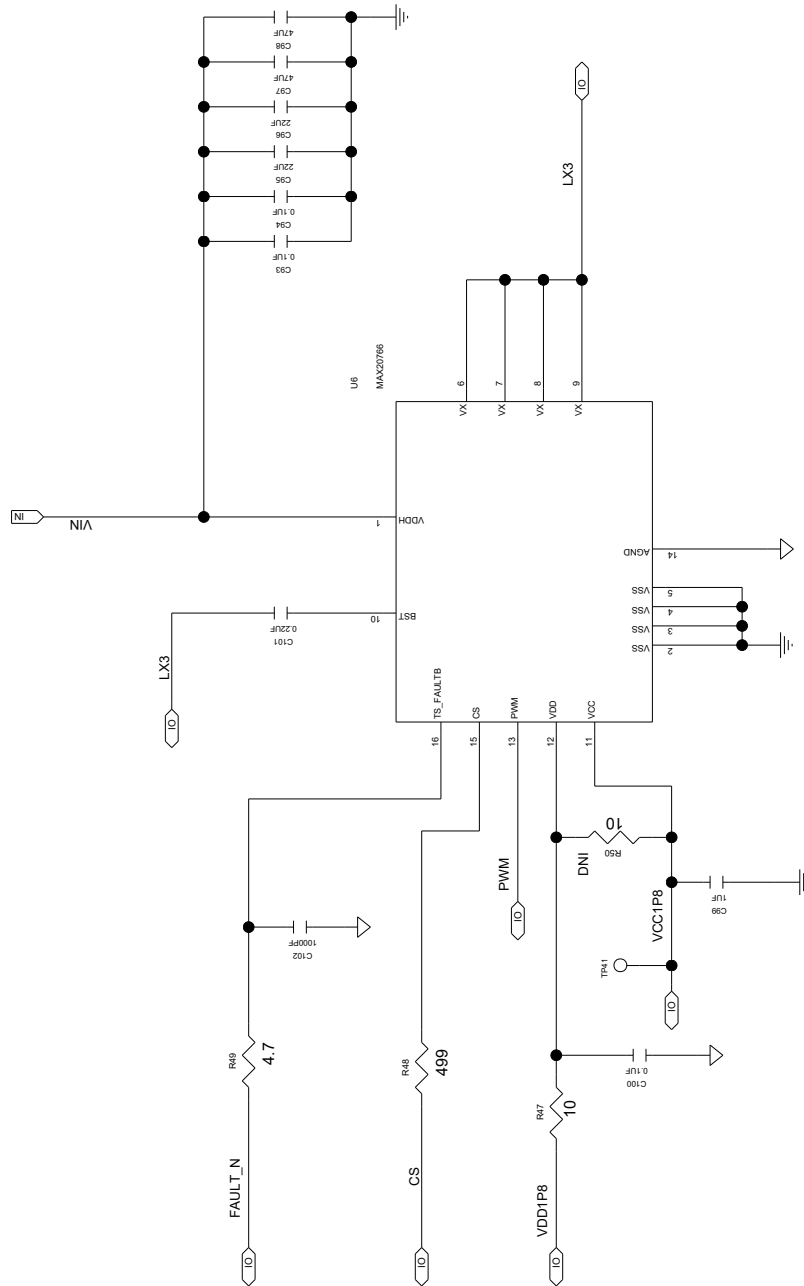 47UF
C98
47UF
C97
22UF
C96
22UF
C95
0.1UF
C94
0.1UF
C93
IO
LX3
U6
MAX20766
6
7
8
9
VX
VX
VX
VX
IN
VIN
1
VDDH
AGND
14
10
BST
0.22UF
C101
LX3
IO
VSS
5
VSS
4
VSS
3
VSS
2
TS_FAULTB
CS
PWM
VDD
VCC
16
15
13
12
11
PWM
IO
DNI
10
R50
VCC1P8
1UF
C99
TP41
IO
1000PF
C102
R49
4.7
R48
499
R47
10
0.1UF
C100
FAULT_N
IO
CS
IO
VDD1P8
IO